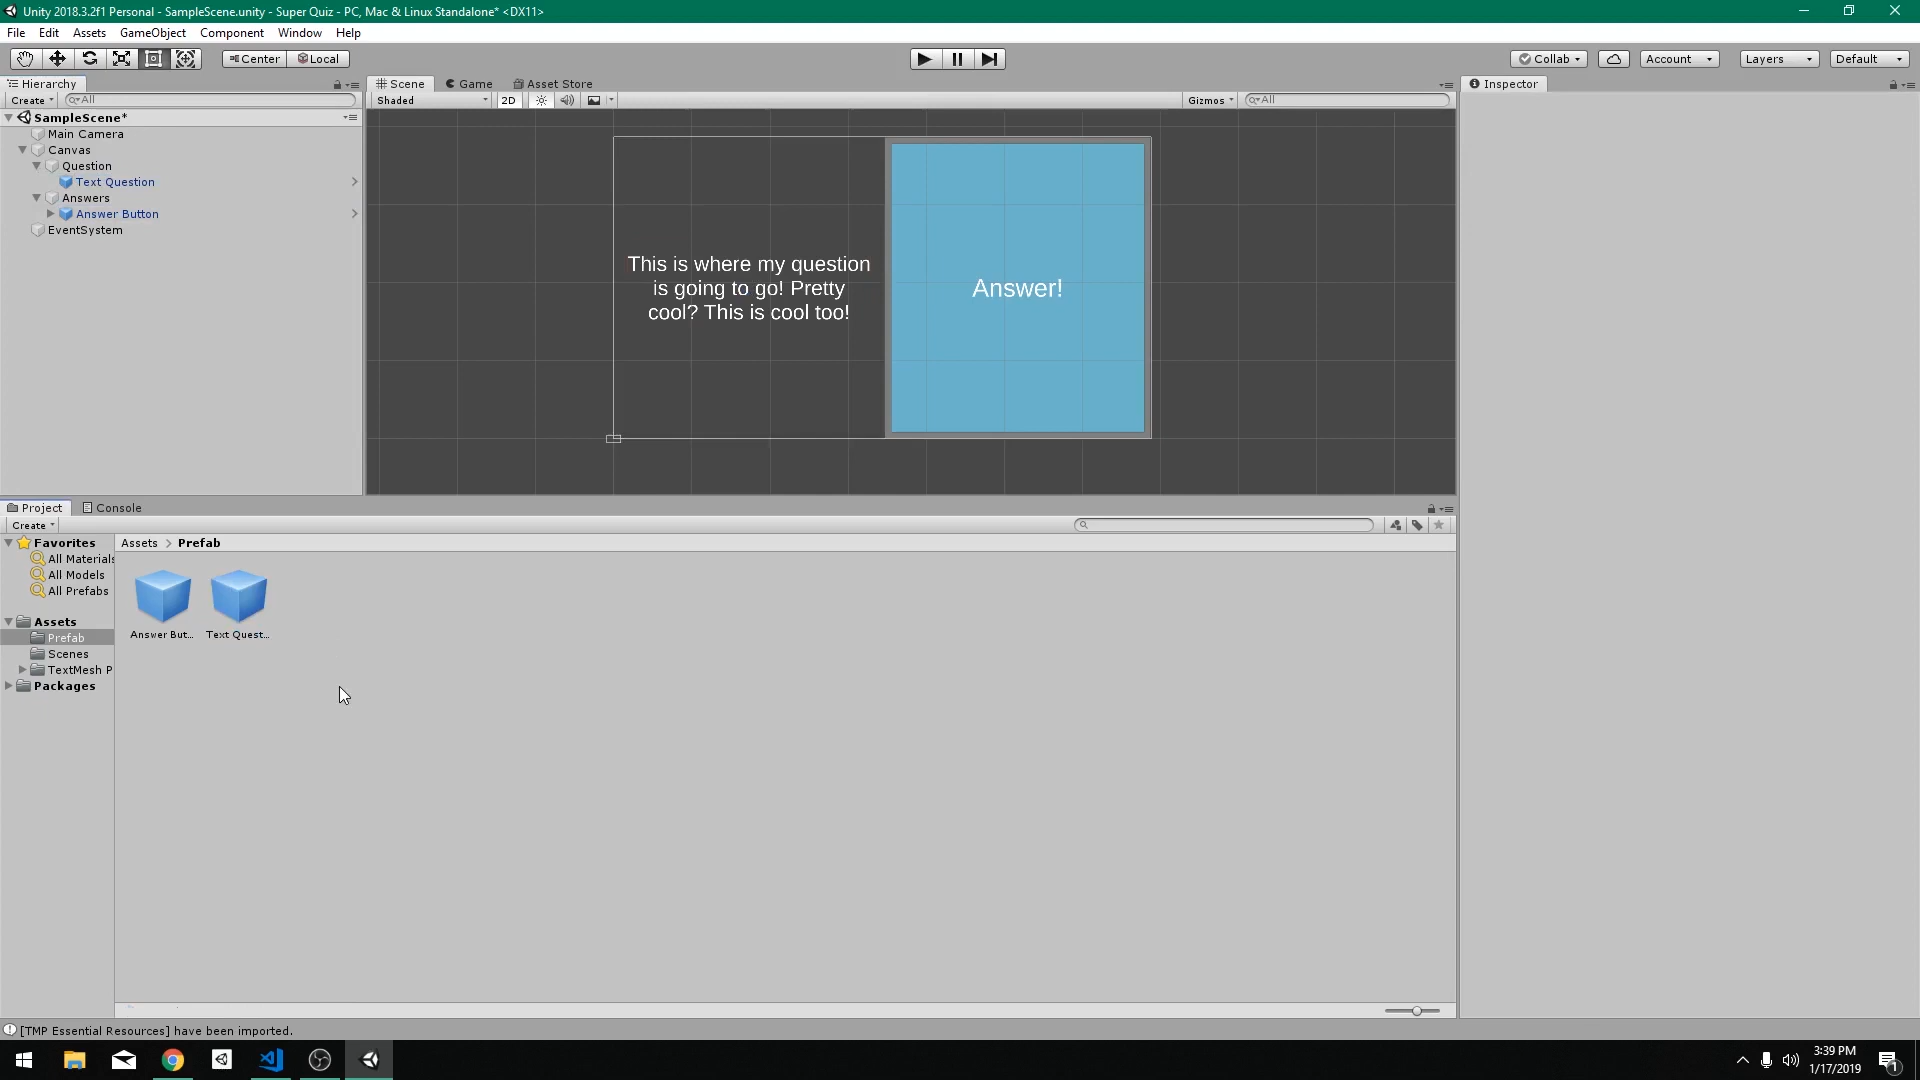 Unity 2018.3.2f1 Personal - SampleScene.unity - Super Quiz - PC, Mac & Linux Standalone* <DX11>
File Edit Assets GameObject Component Window Help
Center Local Collab Account Layers Default
Hierarchy
Create All
SampleScene*
Main Camera
Canvas
Question
Text Question
Answers
Answer Button
EventSystem
Scene Game Asset Store
Shaded 2D Gizmos All
This is where my question
is going to go! Pretty
cool? This is cool too!
Answer!
Inspector
Project Console
Create
Favorites
All Materials
All Models
All Prefabs
Assets
Prefab
Scenes
TextMesh P
Packages
Assets > Prefab
Answer But...
Text Quest...
[TMP Essential Resources] have been imported.
3:39 PM
1/17/2019
1